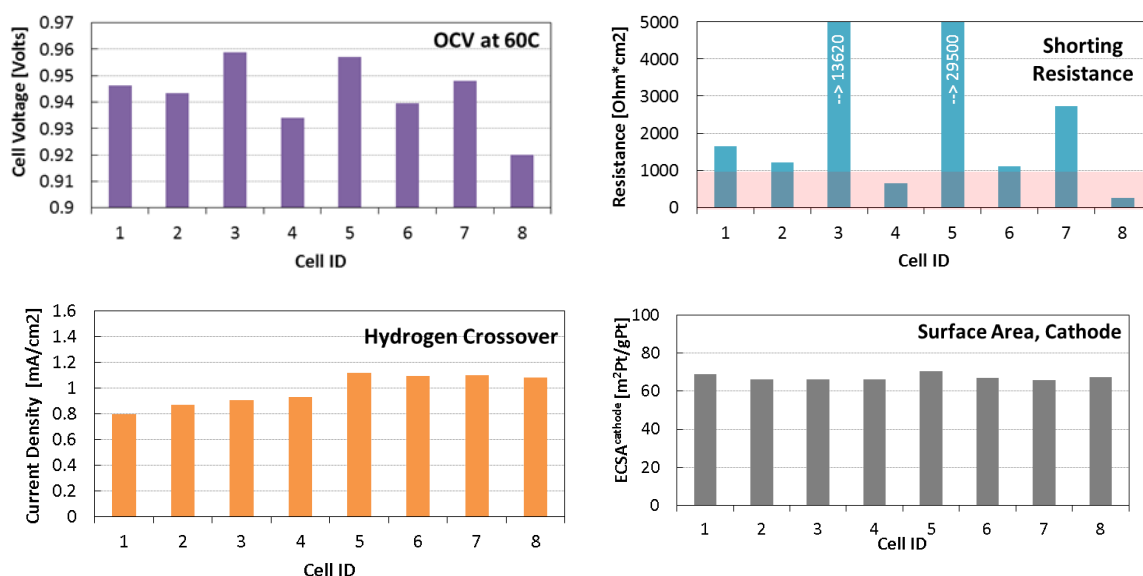 OCV at 60C
Cell Voltage [Volts]
0.97
0.96
0.95
0.94
0.93
0.92
0.91
0.9
1 2 3 4 5 6 7 8
Cell ID
Shorting
Resistance
Resistance [Ohm*cm2]
5000
4000
3000
2000
1000
0
--> 13620
--> 29500
1 2 3 4 5 6 7 8
Cell ID
Hydrogen Crossover
Current Density [mA/cm2]
1.6
1.4
1.2
1
0.8
0.6
0.4
0.2
0
1 2 3 4 5 6 7 8
Cell ID
Surface Area, Cathode
ECSAcathode [m2Pt/gPt]
100
80
60
40
20
0
1 2 3 4 5 6 7 8
Cell ID